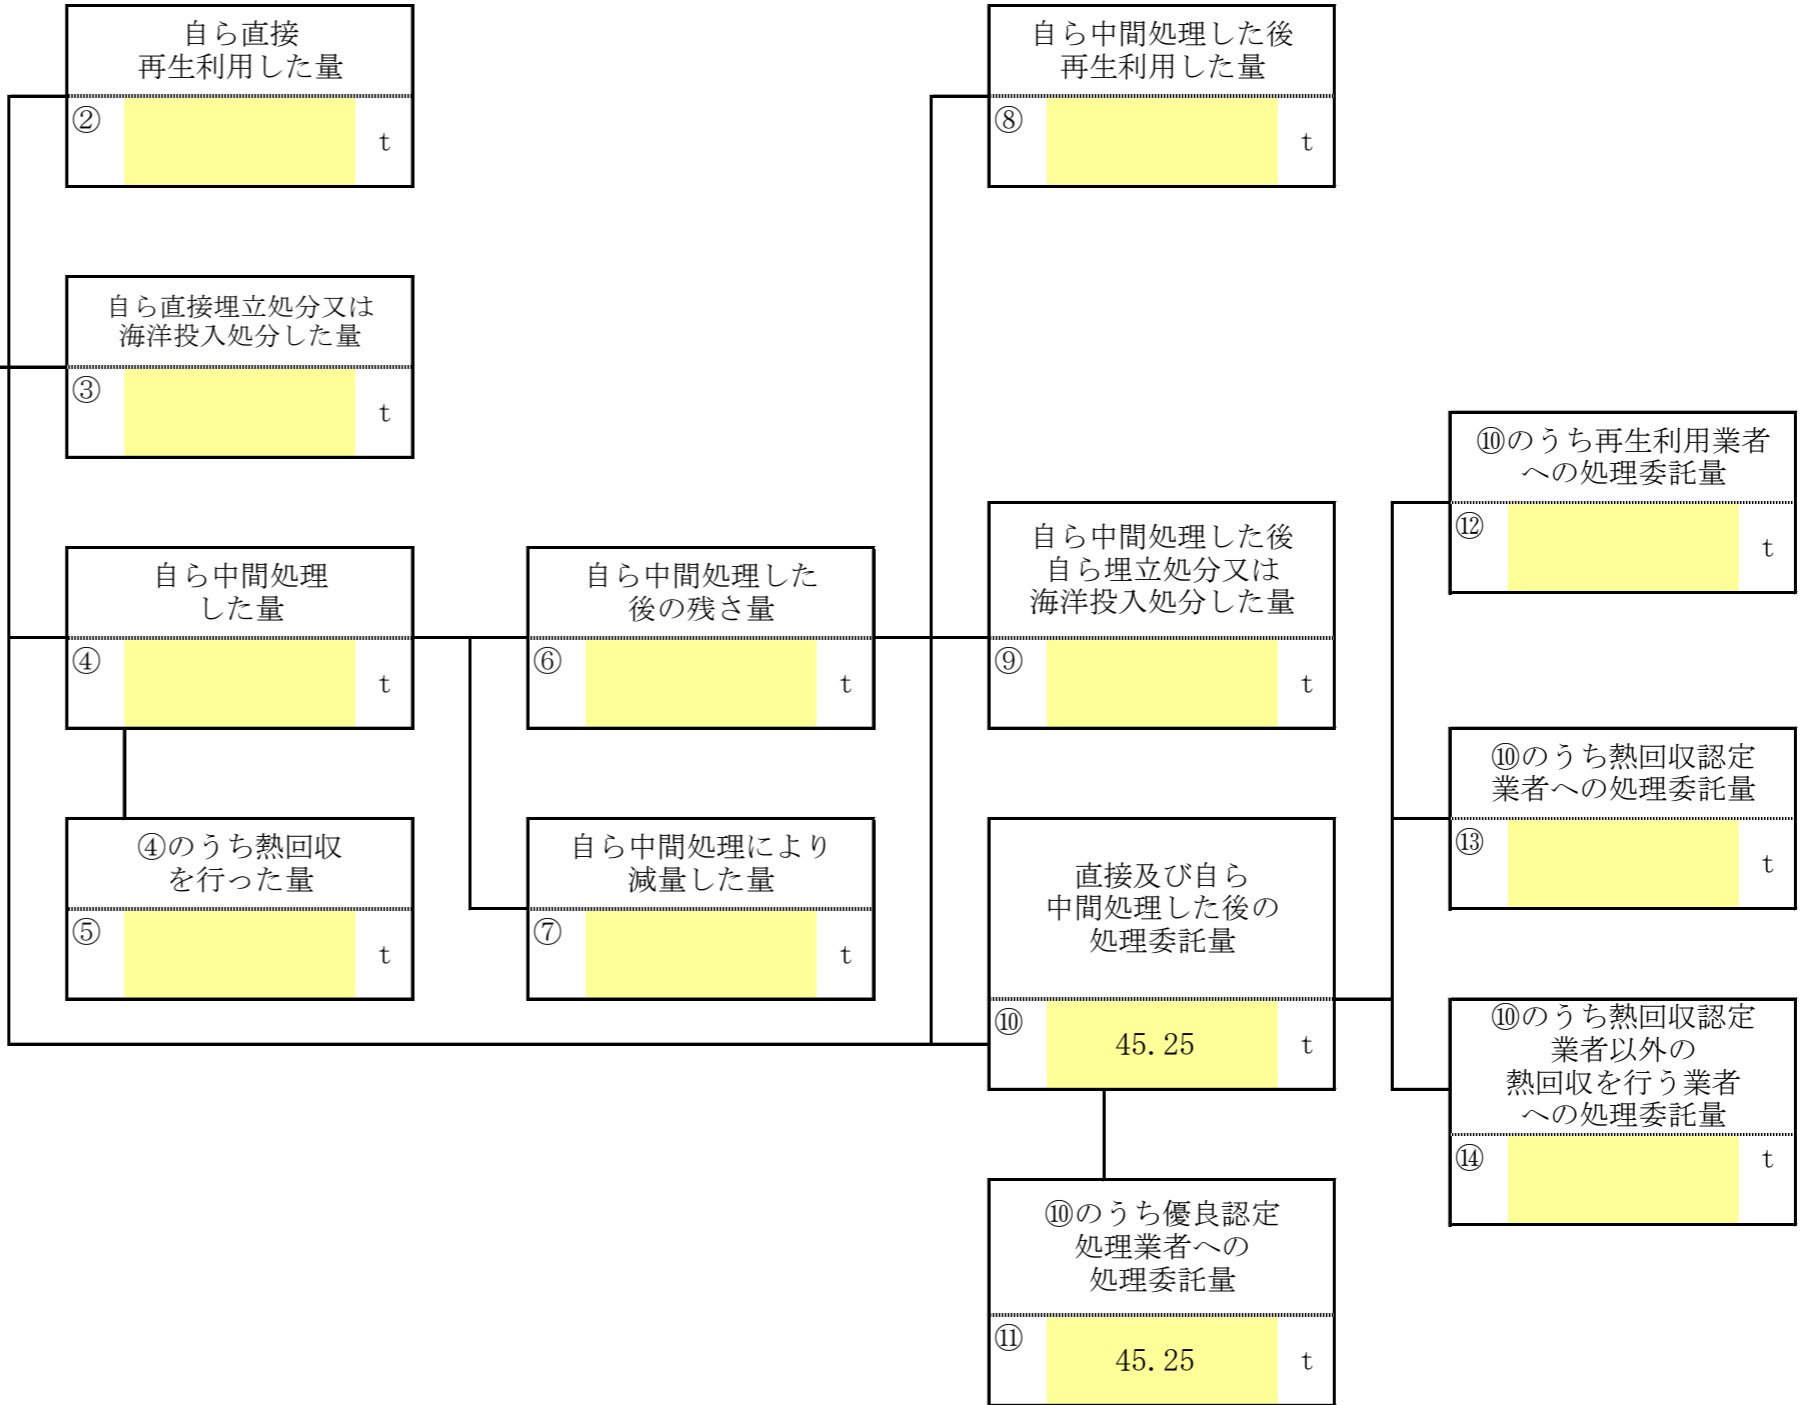 自ら直接
再生利用した量
② t
自ら中間処理した後
再生利用した量
⑧ t
自ら直接埋立処分又は
海洋投入処分した量
③ t
⑩のうち再生利用業者
への処理委託量
⑫ t
自ら中間処理
した量
④ t
自ら中間処理した
後の残さ量
⑥ t
自ら中間処理した後
自ら埋立処分又は
海洋投入処分した量
⑨ t
⑩のうち熱回収認定
業者への処理委託量
⑬ t
④のうち熱回収
を行った量
⑤ t
自ら中間処理により
減量した量
⑦ t
直接及び自ら
中間処理した後の
処理委託量
⑩ 45.25 t
⑩のうち熱回収認定
業者以外の
熱回収を行う業者
への処理委託量
⑭ t
⑩のうち優良認定
処理業者への
処理委託量
⑪ 45.25 t